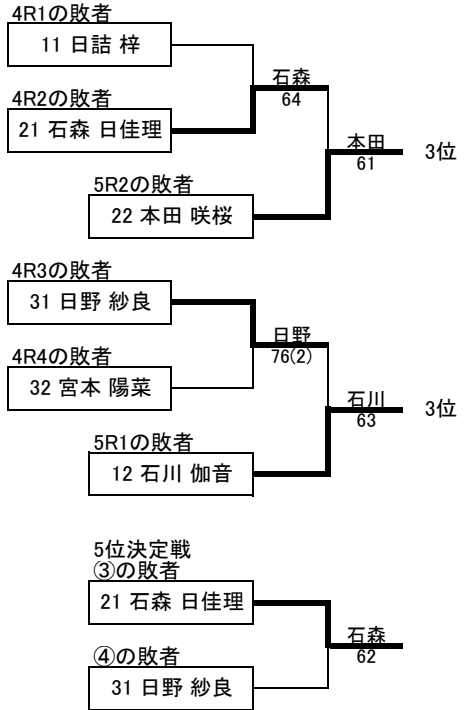 4R1の敗者
11 日詰 梓
石森
64
4R2の敗者
21 石森 日佳理
本田
61
3位
5R2の敗者
22 本田 咲桜
4R3の敗者
31 日野 紗良
日野
76(2)
4R4の敗者
32 宮本 陽菜
石川
63
3位
5R1の敗者
12 石川 伽音
5位決定戦
③の敗者
21 石森 日佳理
石森
62
④の敗者
31 日野 紗良